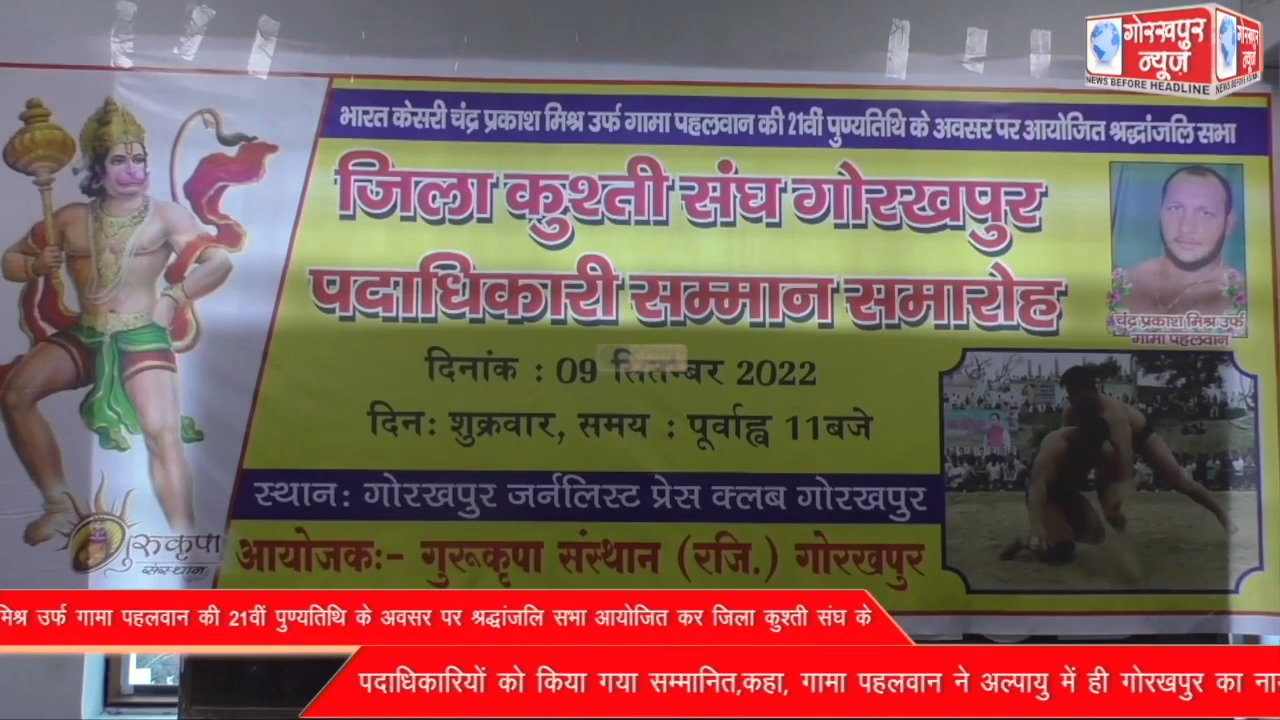 गोरखपुर
न्यूज़
NEWS BEFORE HEADLINE
भारत केसरी चंद्र प्रकाश मिश्र उर्फ गामा पहलवान की 21वीं पुण्यतिथि के अवसर पर आयोजित श्रद्धांजलि सभा
जिला कुश्ती संघ गोरखपुर
पदाधिकारी सम्मान समारोह
चंद्र प्रकाश मिश्र उर्फ
गामा पहलवान
दिनांक : 09 सितम्बर 2022
दिन: शुक्रवार, समय : पूर्वाह्न 11बजे
स्थान: गोरखपुर जर्नलिस्ट प्रेस क्लब गोरखपुर
आयोजक:- गुरूकृपा संस्थान (रजि.) गोरखपुर
गुरुकृपा
संस्थान
मिश्र उर्फ गामा पहलवान की 21वीं पुण्यतिथि के अवसर पर श्रद्धांजलि सभा आयोजित कर जिला कुश्ती संघ के
पदाधिकारियों को किया गया सम्मानित,कहा, गामा पहलवान ने अल्पायु में ही गोरखपुर का